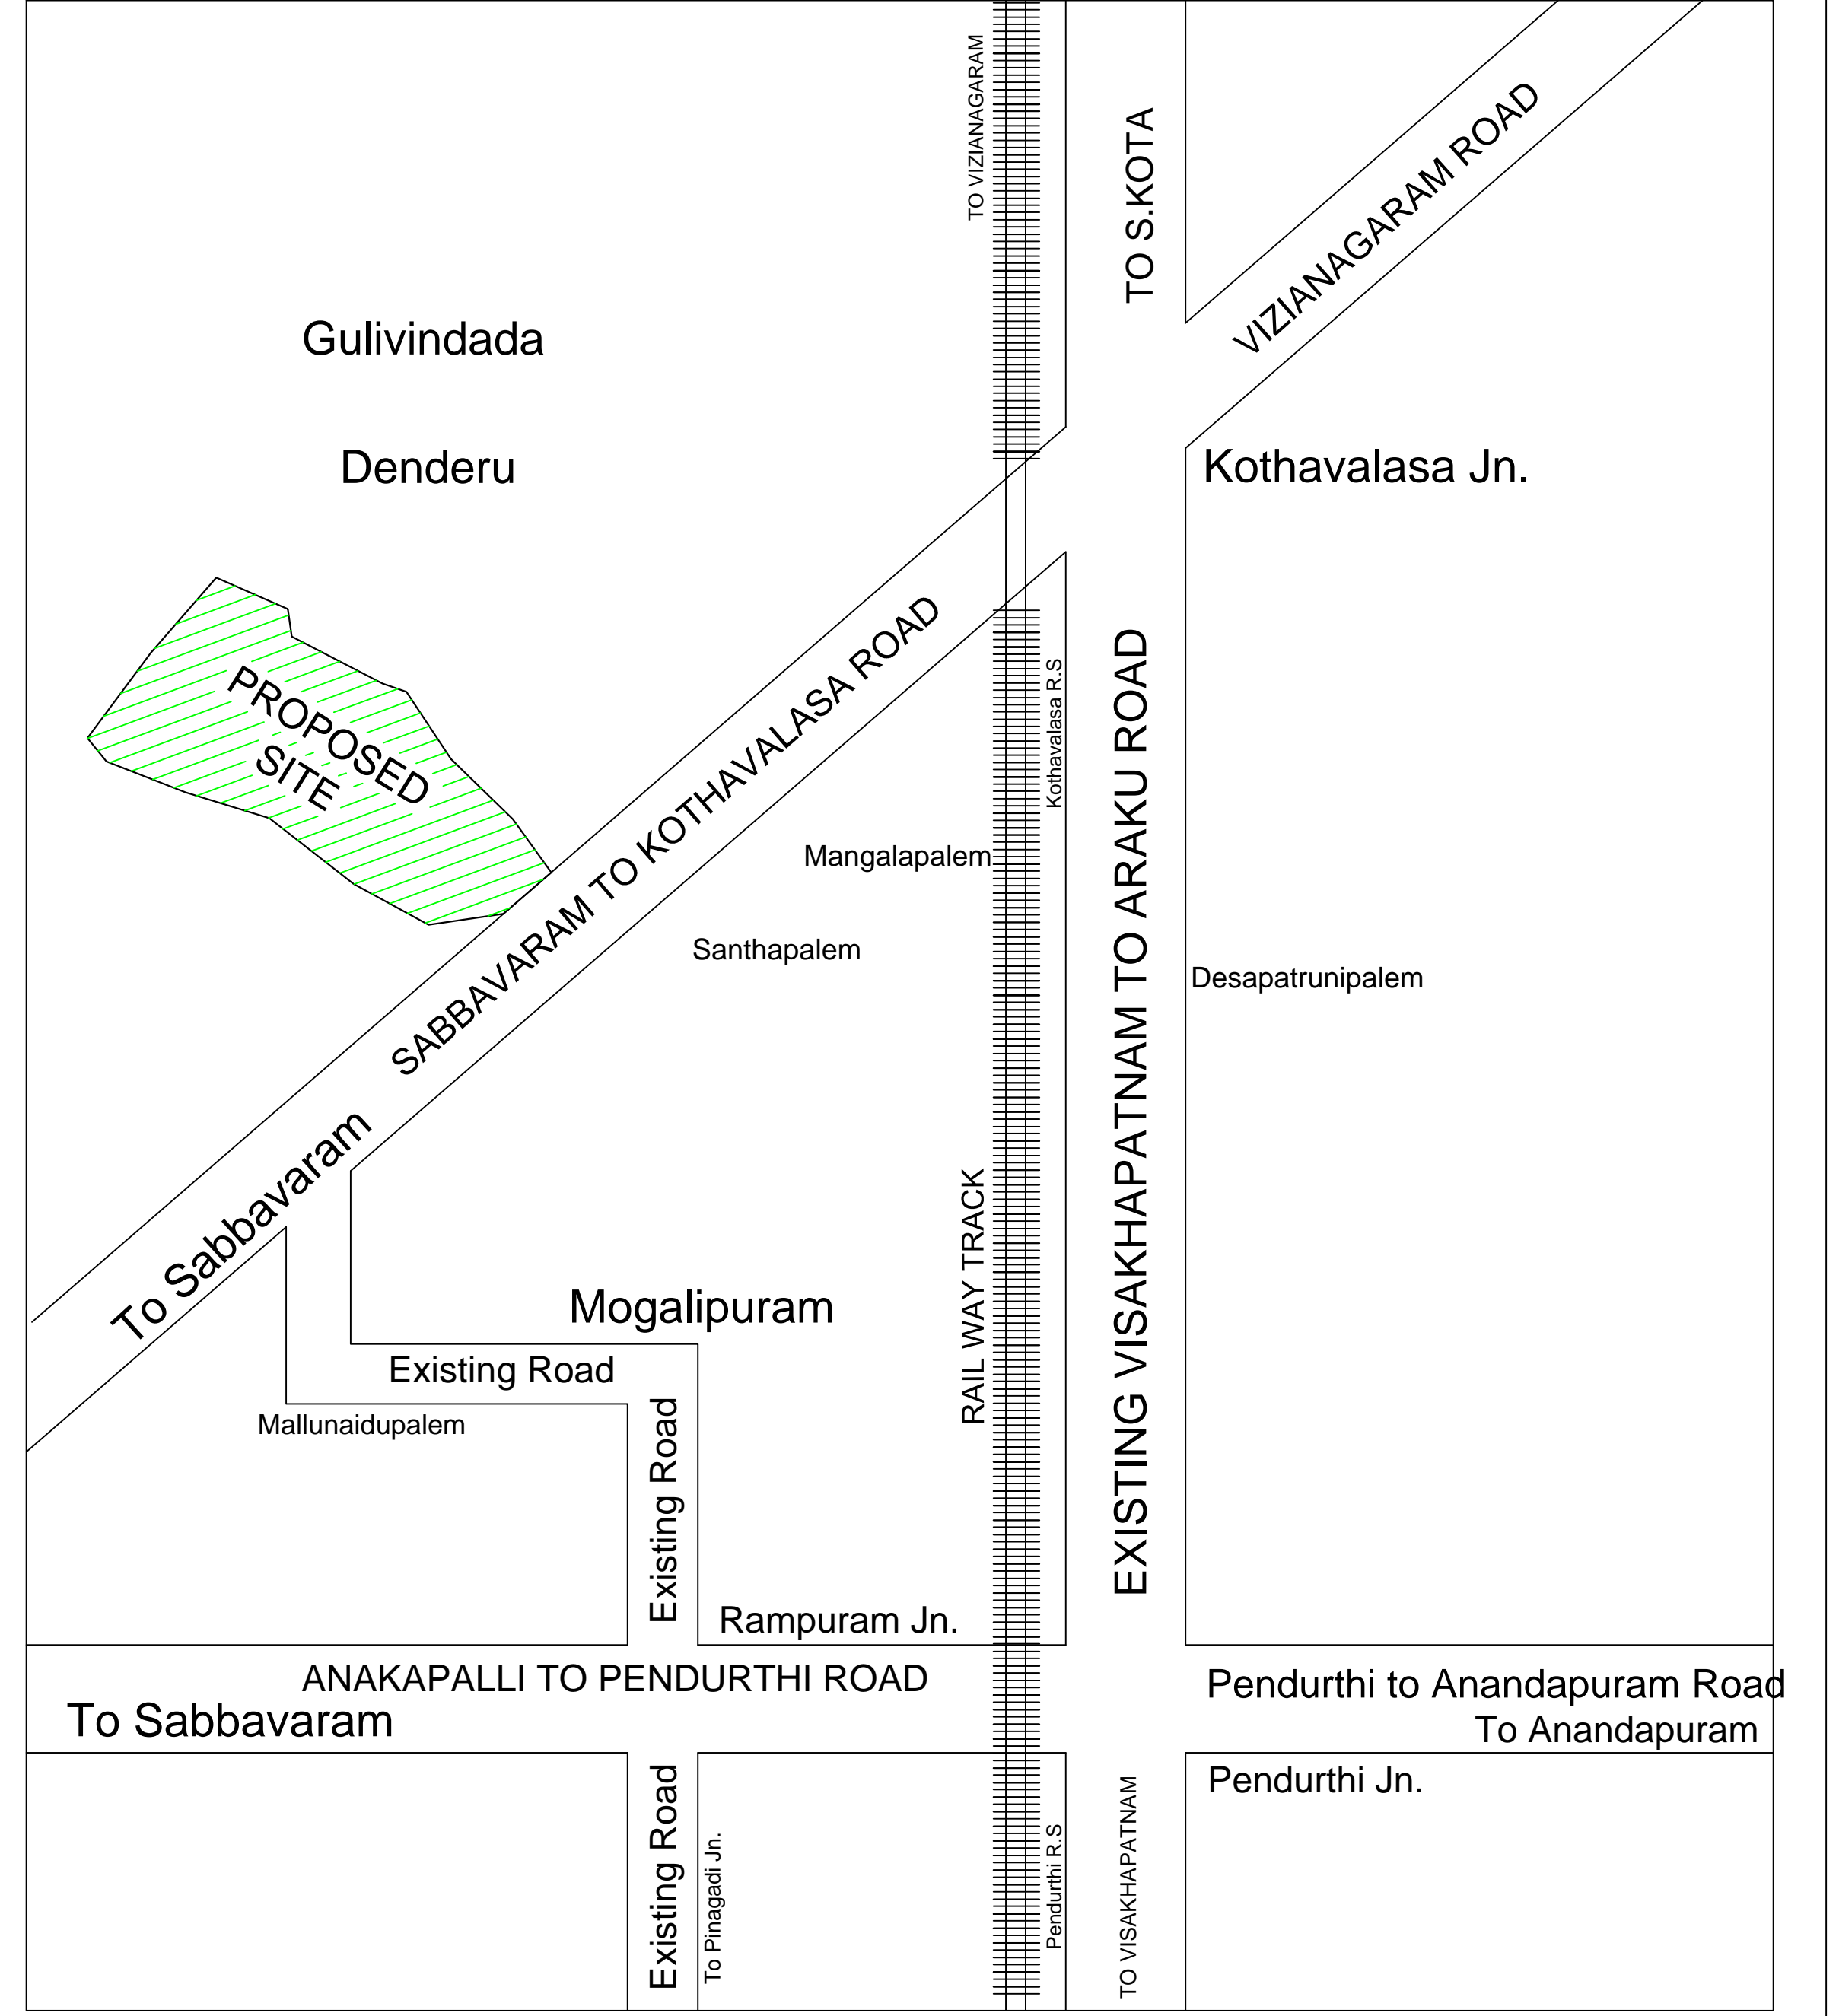 TO VIZIANAGARAM
TO S.KOTA
VIZIANAGARAM ROAD
Gulivindada
Denderu
Kothavalasa Jn.
PROPOSED
SITE
SABBAVARAM TO KOTHAVALASA ROAD
Kothavalasa R.S
EXISTING VISAKHAPATNAM TO ARAKU ROAD
Mangalapalem
Santhapalem
Desapatrunipalem
To Sabbavaram
RAIL WAY TRACK
Mogalipuram
Existing Road
Mallunaidupalem
Existing Road
Rampuram Jn.
ANAKAPALLI TO PENDURTHI ROAD
To Sabbavaram
Pendurthi to Anandapuram Road
To Anandapuram
Pendurthi Jn.
Existing Road
To Pinagadi Jn.
Pendurthi R.S
TO VISAKHAPATNAM